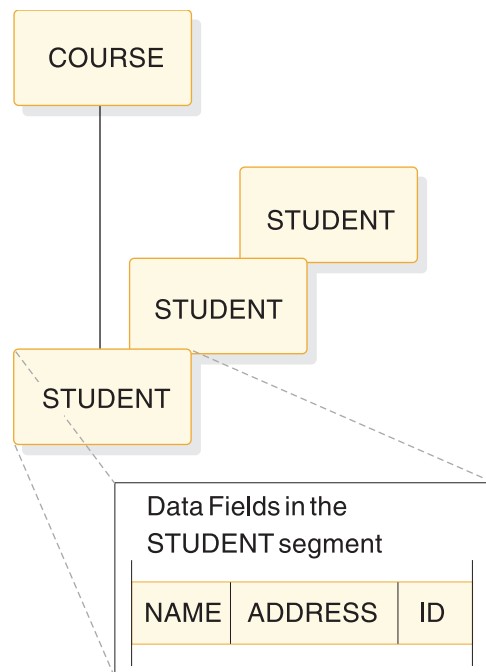 COURSE
STUDENT
STUDENT
STUDENT
Data Fields in the
STUDENT segment
NAME ADDRESS ID